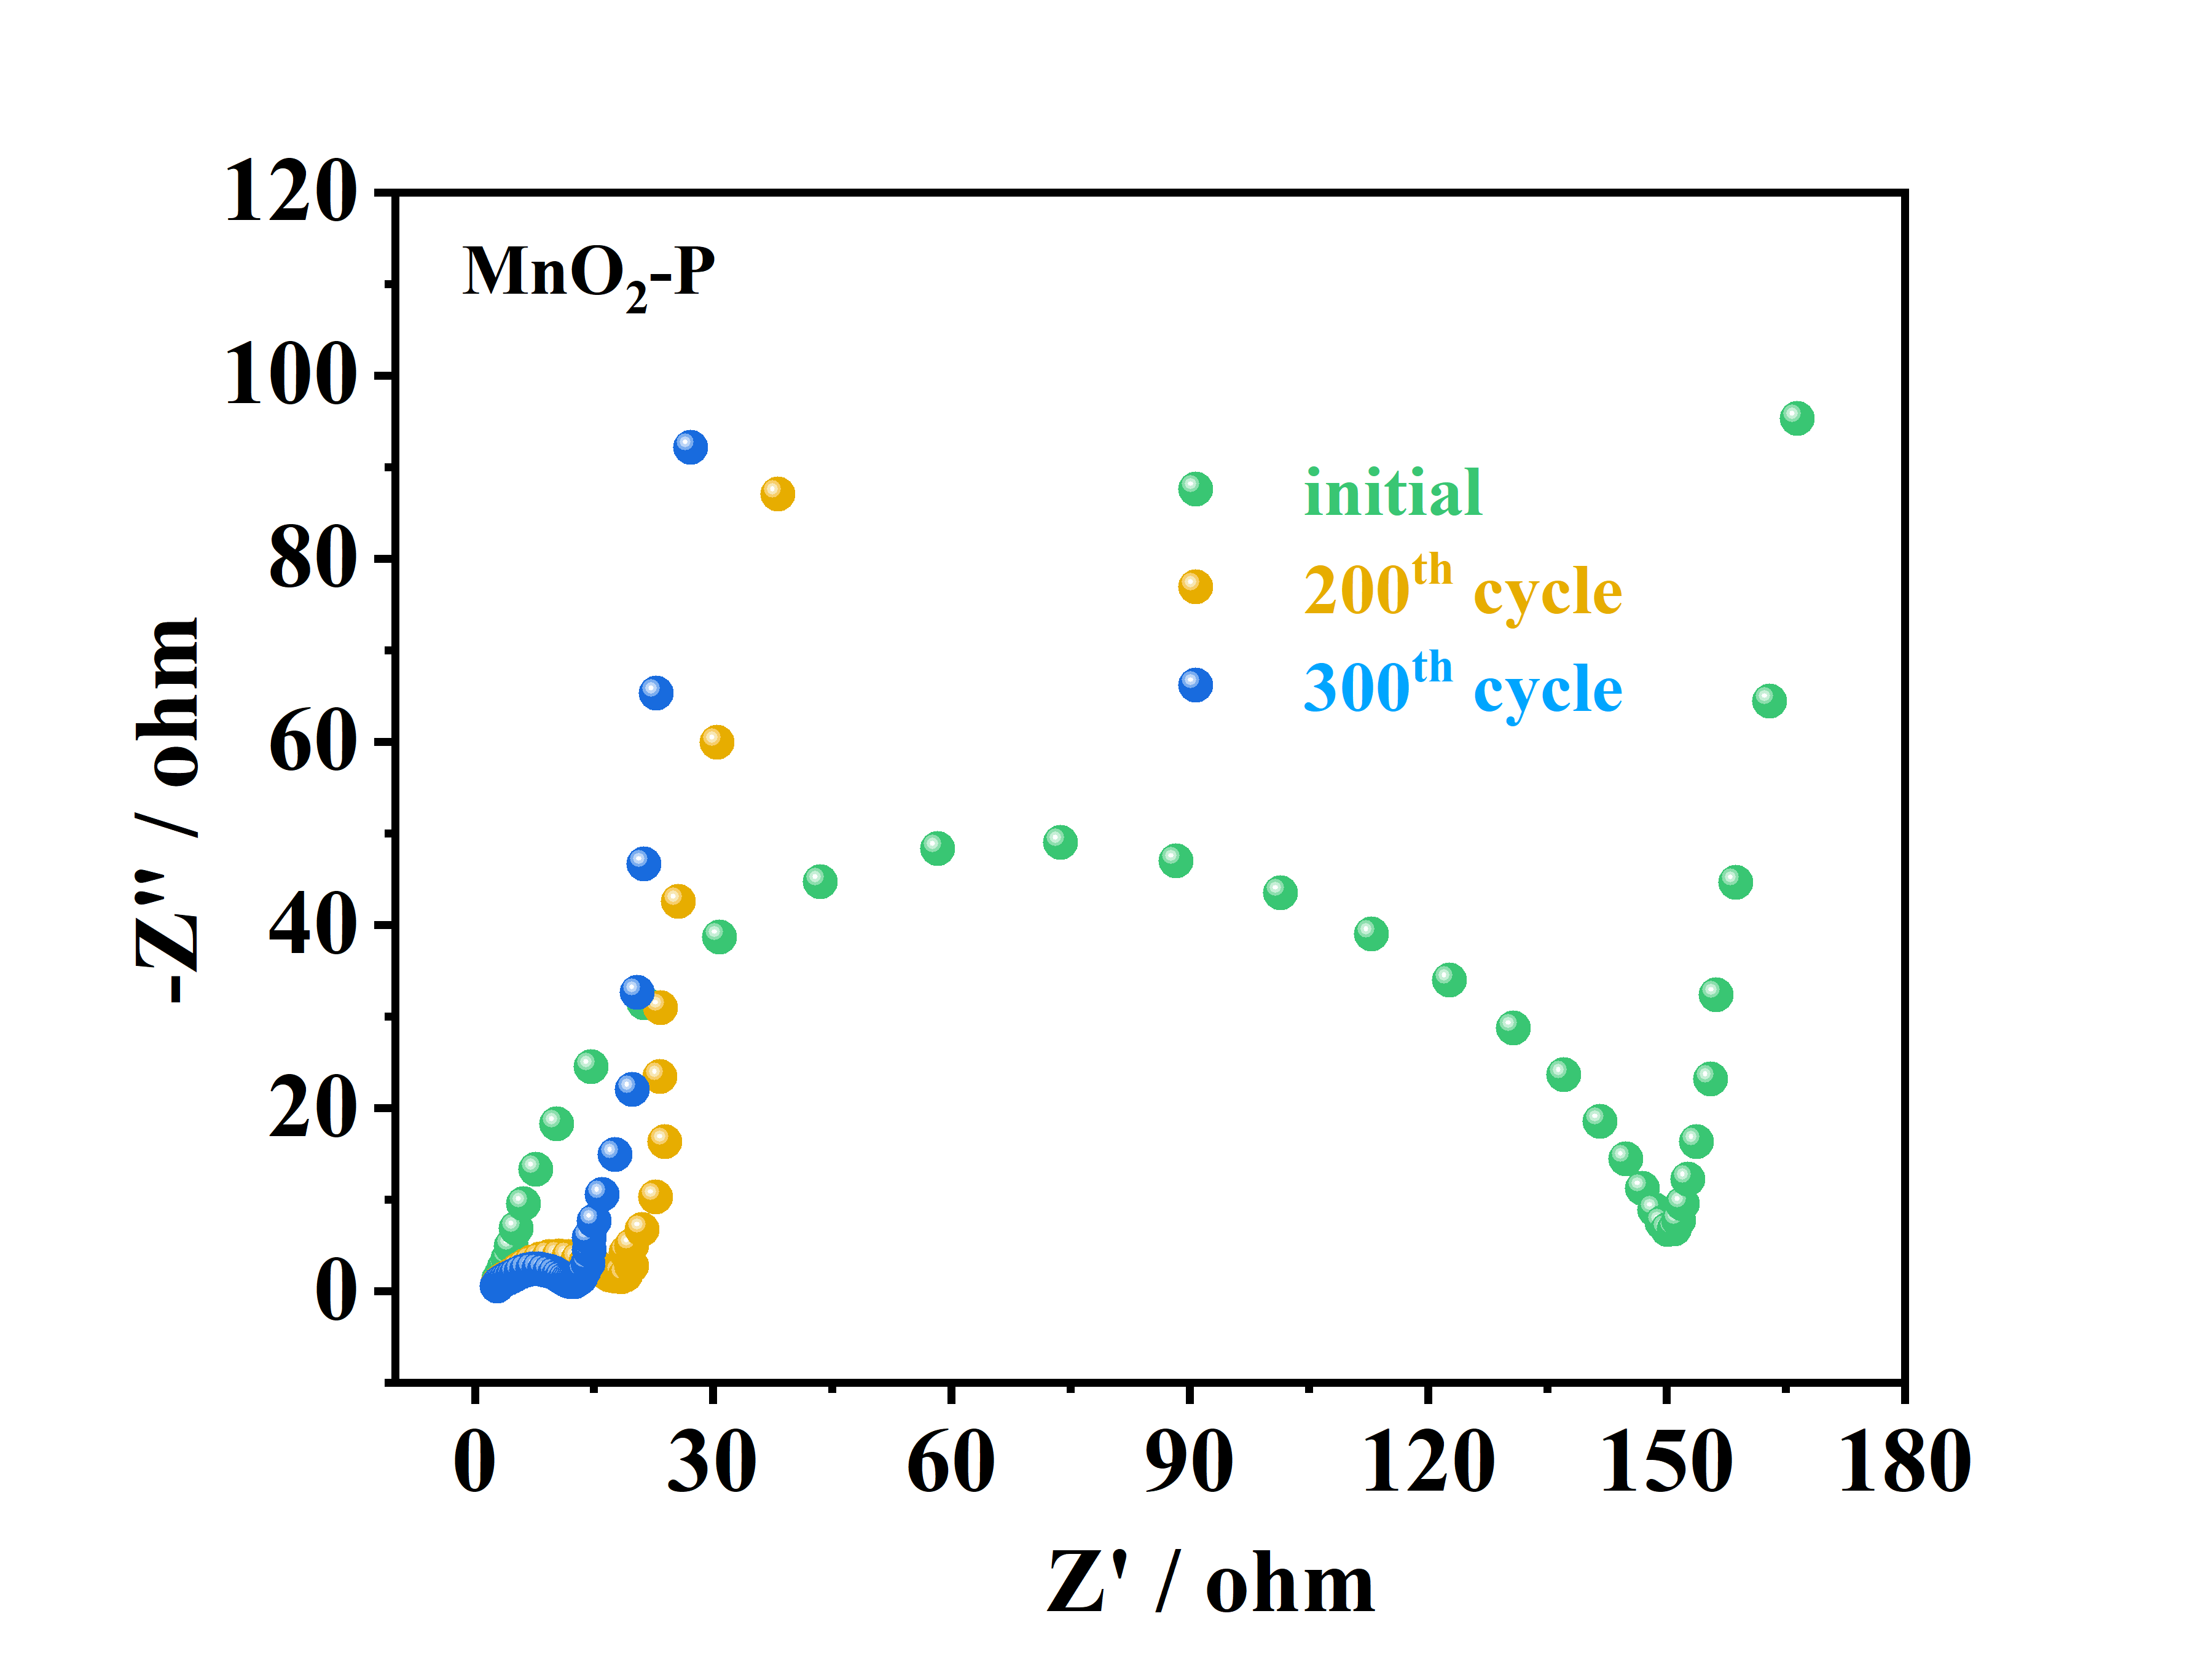 MnO₂-P
initial
200ᵗʰ cycle
300ᵗʰ cycle
-Z" / ohm
120
100
80
60
40
20
0
0 30 60 90 120 150 180
Z' / ohm